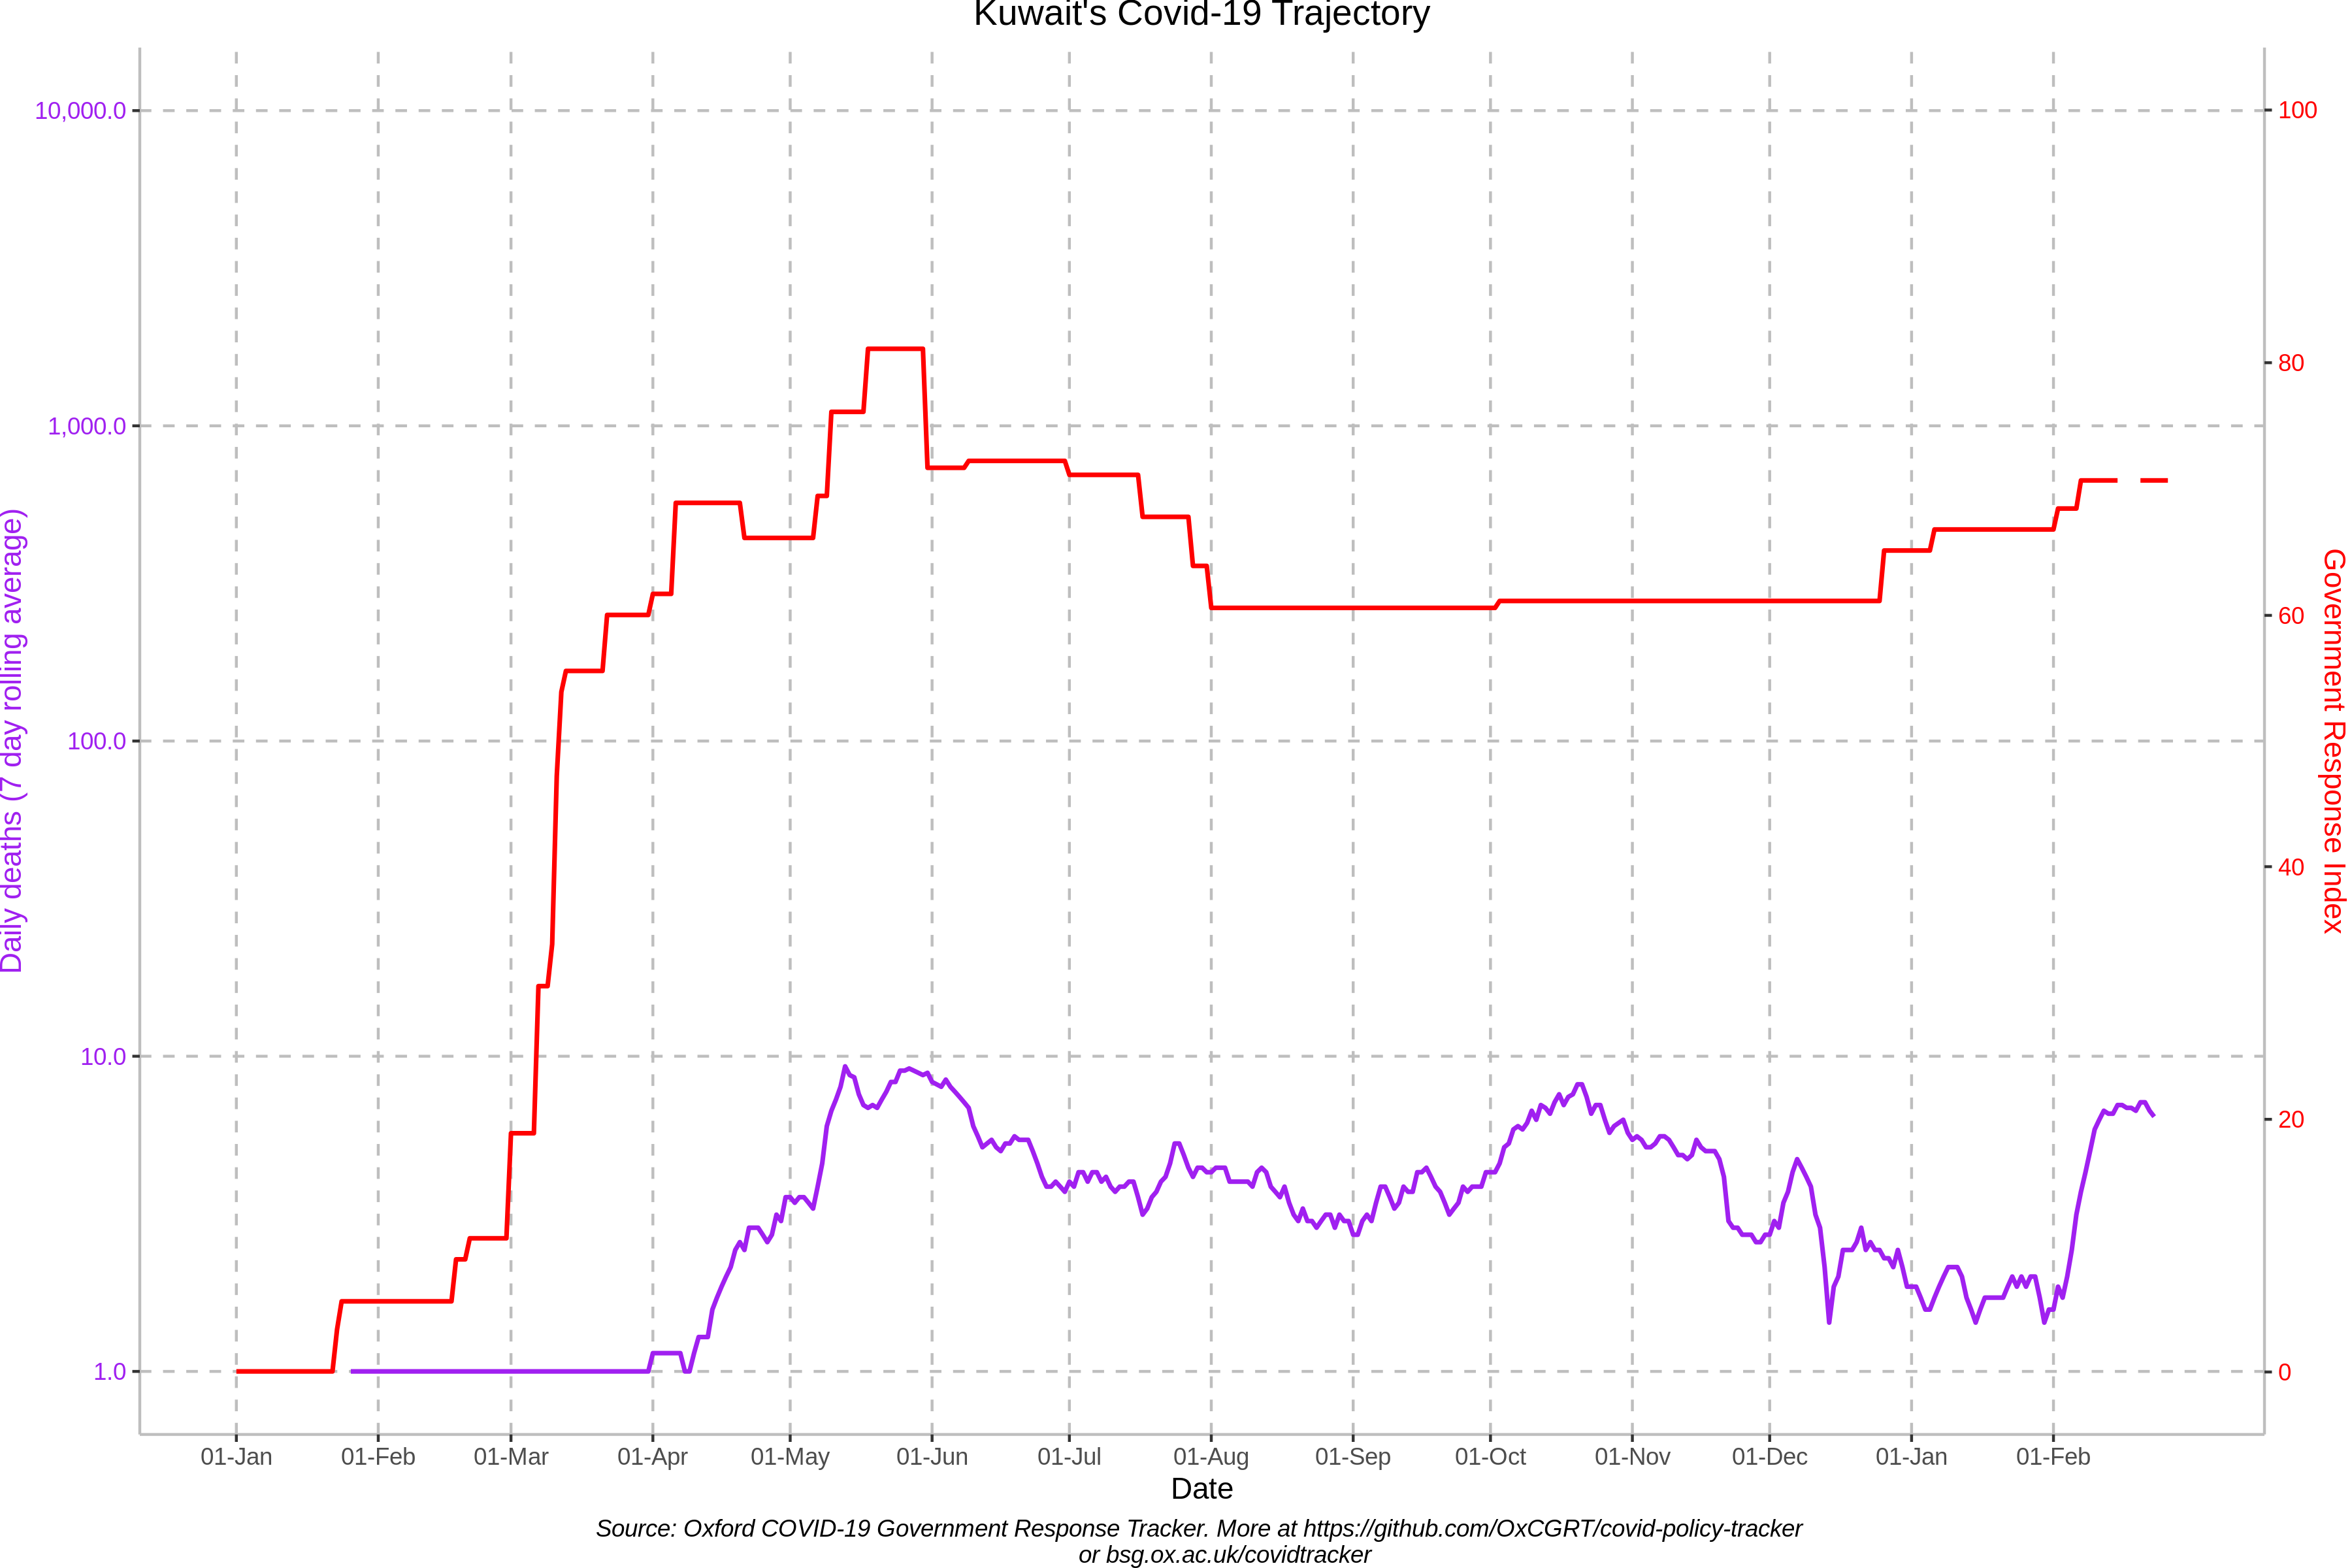 Kuwait's Covid-19 Trajectory
10,000.0
1,000.0
100.0
10.0
1.0
Daily deaths (7 day rolling average)
100
80
60
40
20
0
Government Response Index
01-Jan 01-Feb 01-Mar 01-Apr 01-May 01-Jun 01-Jul 01-Aug 01-Sep 01-Oct 01-Nov 01-Dec 01-Jan 01-Feb
Date
Source: Oxford COVID-19 Government Response Tracker. More at https://github.com/OxCGRT/covid-policy-tracker
or bsg.ox.ac.uk/covidtracker